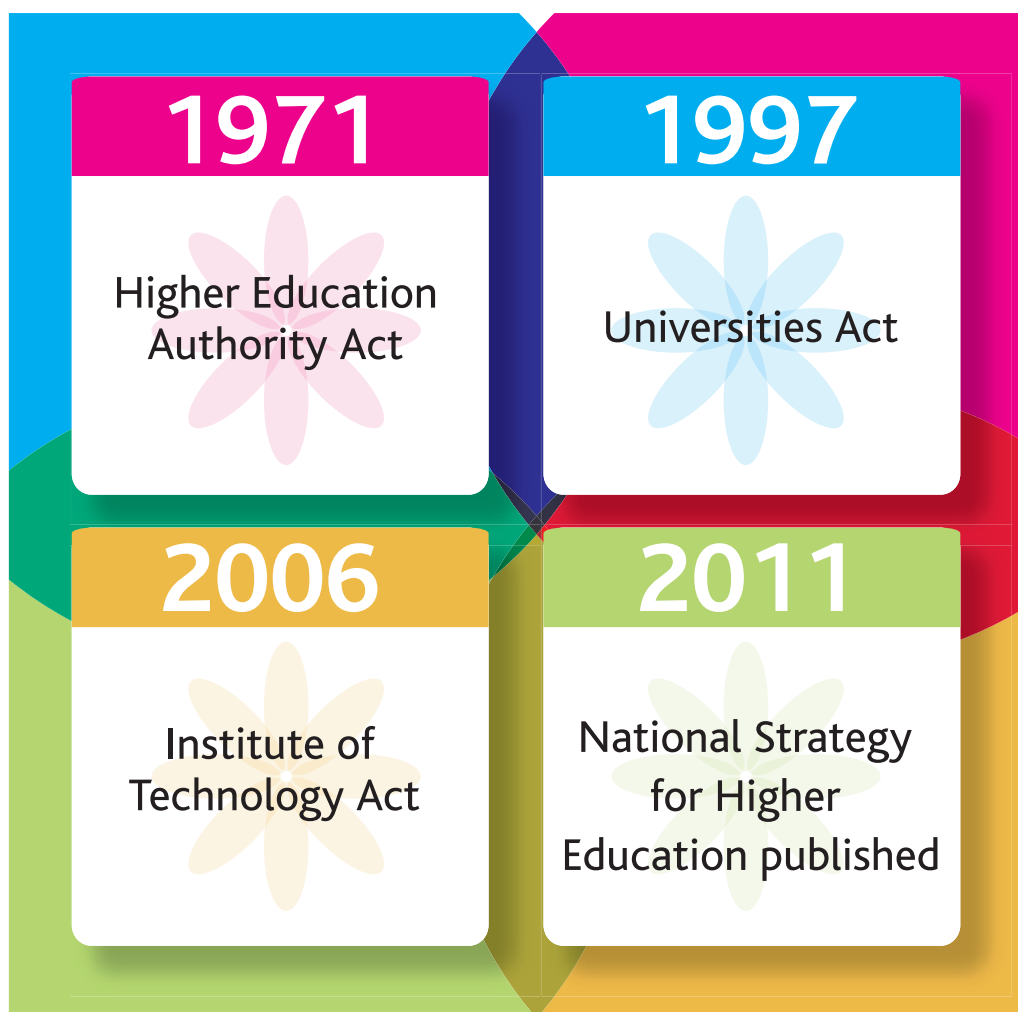 1971
Higher Education
Authority Act
1997
Universities Act
2006
Institute of
Technology Act
2011
National Strategy
for Higher
Education published